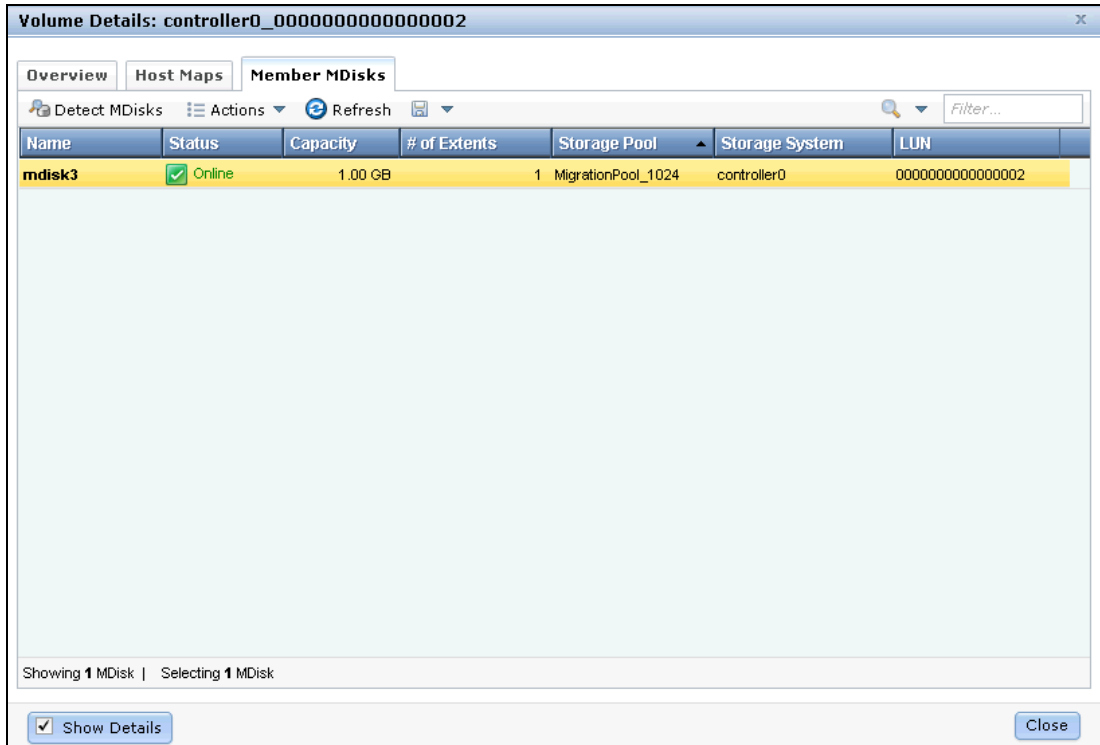 Volume Details: controller0_0000000000000002 x
Overview Host Maps Member MDisks
Detect MDisks Actions Refresh Filter...
Name Status Capacity # of Extents Storage Pool Storage System LUN
mdisk3 Online 1.00 GB 1 MigrationPool_1024 controller0 0000000000000002
Showing 1 MDisk | Selecting 1 MDisk
Show Details Close